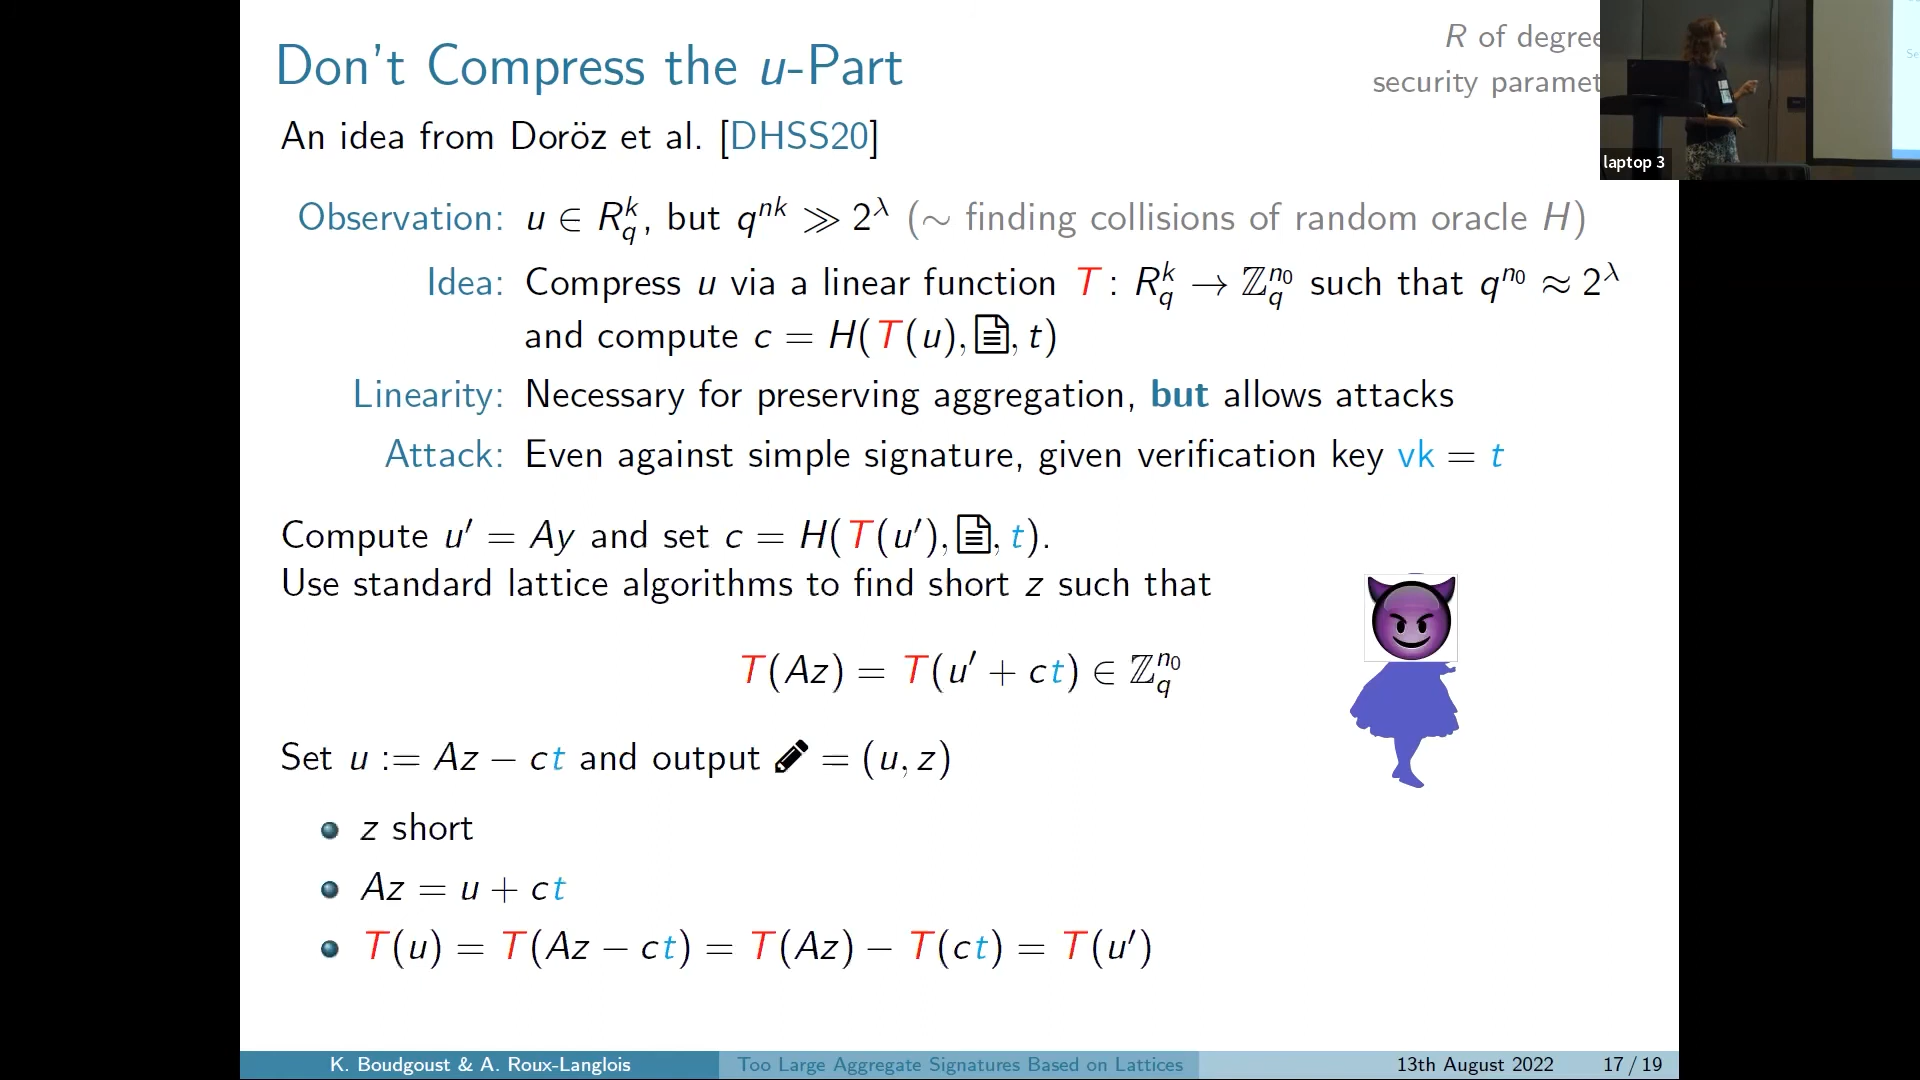 Don't Compress the u-Part
R of degree
security paramet
An idea from Doröz et al. [DHSS20]
laptop 3
Observation: u ∈ R_q^k, but q^{nk} ≫ 2^λ (∼ finding collisions of random oracle H)
Idea: Compress u via a linear function T : R_q^k → ℤ_q^{n_0} such that q^{n_0} ≈ 2^λ
and compute c = H(T(u), , t)
Linearity: Necessary for preserving aggregation, but allows attacks
Attack: Even against simple signature, given verification key vk = t
Compute u′ = Ay and set c = H(T(u′), , t).
Use standard lattice algorithms to find short z such that
T(Az) = T(u′ + ct) ∈ ℤ_q^{n_0}
Set u := Az − ct and output = (u, z)
z short
Az = u + ct
T(u) = T(Az − ct) = T(Az) − T(ct) = T(u′)
K. Boudgoust & A. Roux-Langlois
Too Large Aggregate Signatures Based on Lattices
13th August 2022
17 / 19